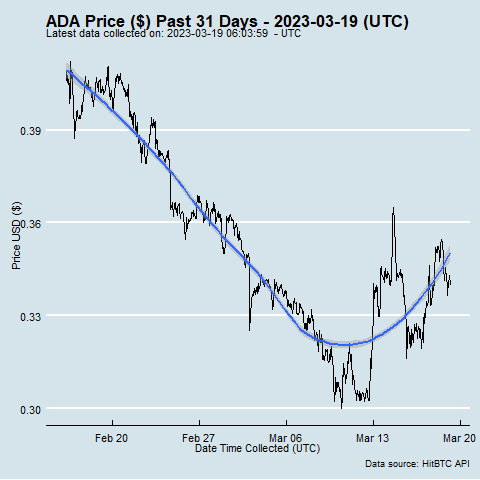 ADA Price ($) Past 31 Days - 2023-03-19 (UTC)
Latest data collected on: 2023-03-19 06:03:59 - UTC
0.39
0.36
0.33
0.30
Price USD ($)
Feb 20 Feb 27 Mar 06 Mar 13 Mar 20
Date Time Collected (UTC)
Data source: HitBTC API